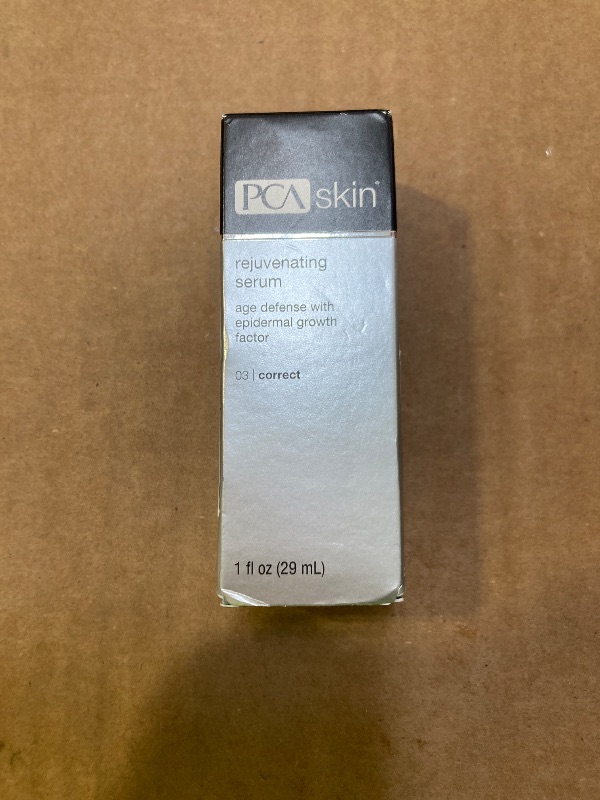 PCA skin®
rejuvenating
serum
age defense with
epidermal growth
factor
03 | correct
1 fl oz (29 mL)